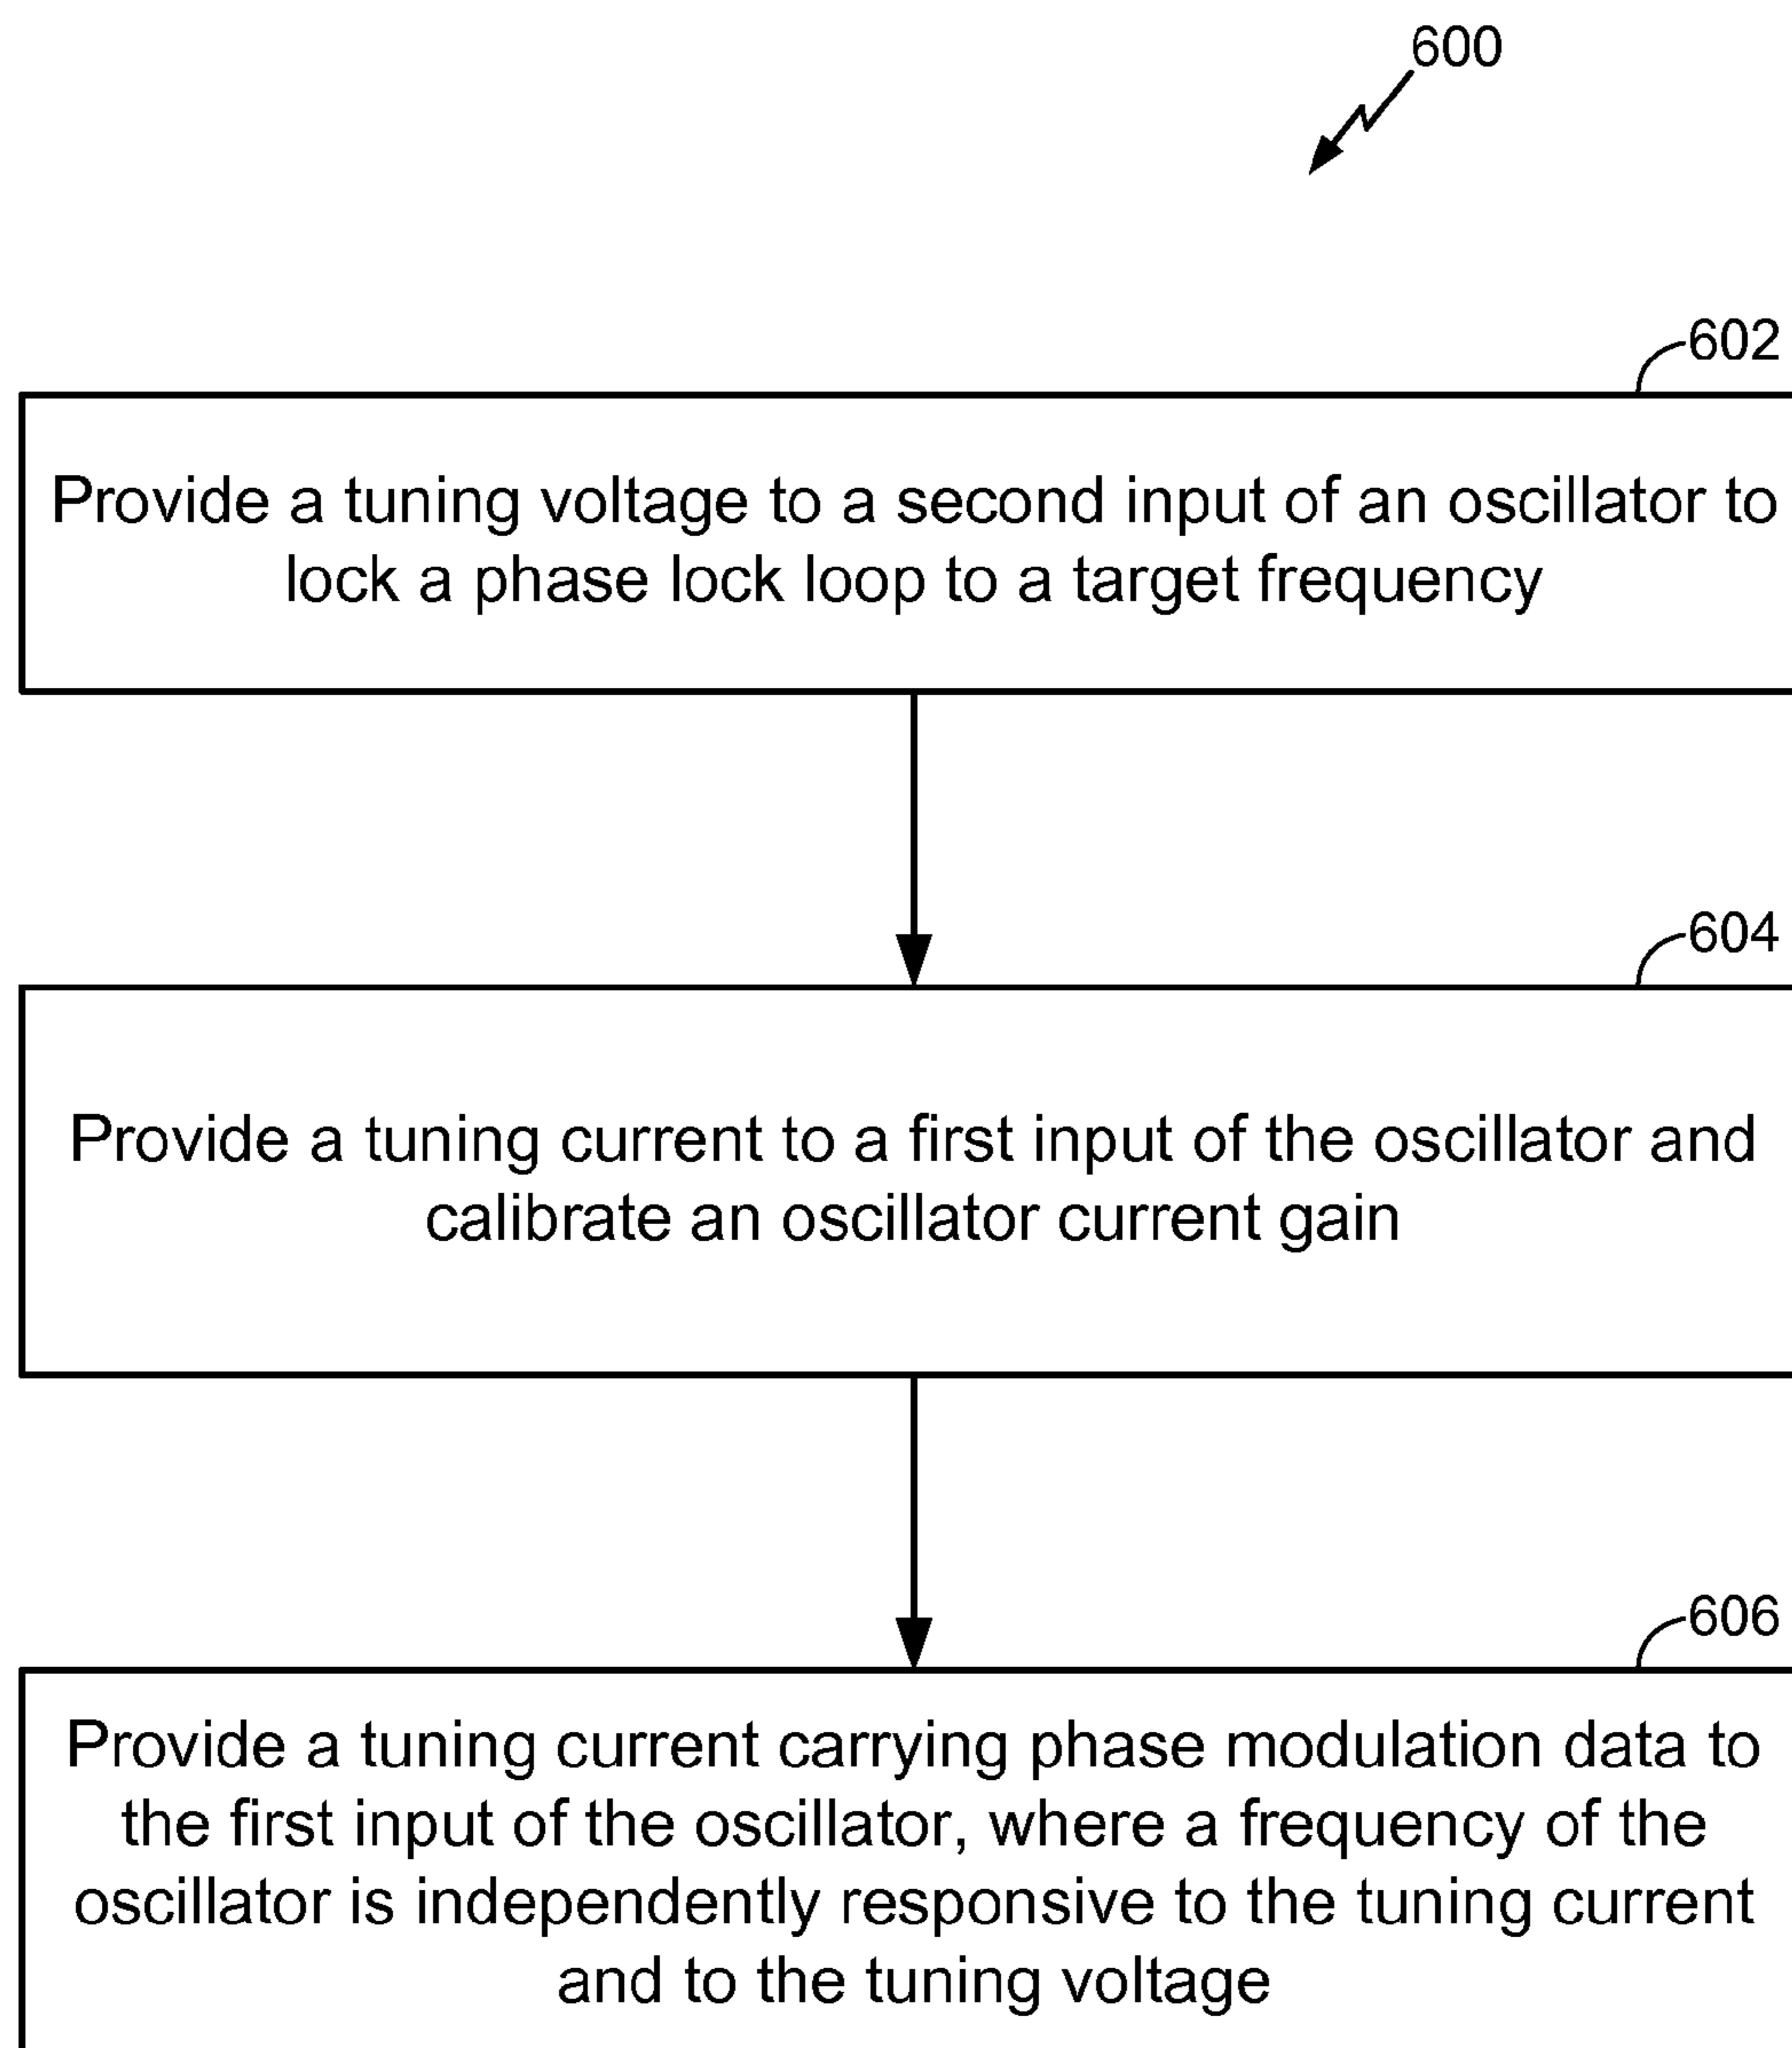 600
602
Provide a tuning voltage to a second input of an oscillator to
lock a phase lock loop to a target frequency
604
Provide a tuning current to a first input of the oscillator and
calibrate an oscillator current gain
606
Provide a tuning current carrying phase modulation data to
the first input of the oscillator, where a frequency of the
oscillator is independently responsive to the tuning current
and to the tuning voltage